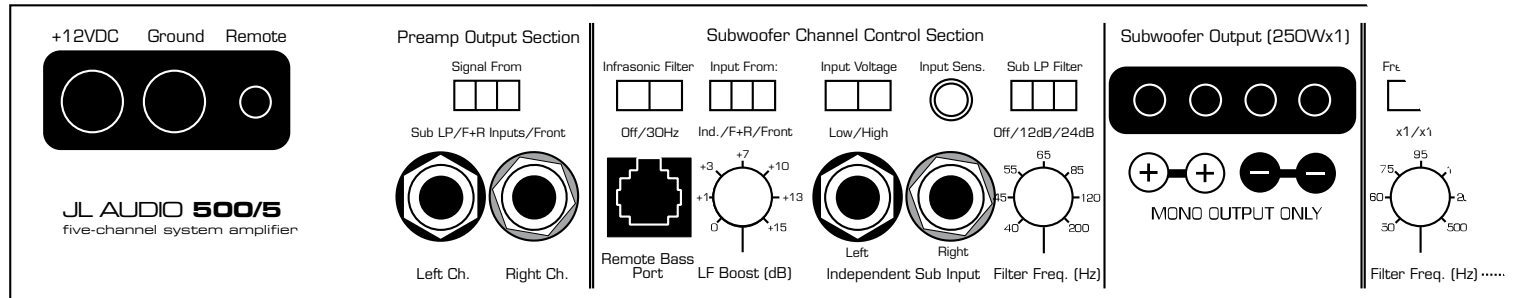 +12VDC Ground Remote
JL AUDIO 500/5
five-channel system amplifier
Preamp Output Section
Signal From
Sub LP/F+R Inputs/Front
Left Ch. Right Ch.
Subwoofer Channel Control Section
Infrasonic Filter
Off/30Hz
Remote Bass
Port
Input From:
Ind./F+R/Front
+7
+3 +10
+1 +13
0 +15
LF Boost (dB)
Input Voltage
Low/High
Input Sens.
Left Right
Independent Sub Input
Sub LP Filter
Off/12dB/24dB
65
55 85
45 120
40 200
Filter Freq. (Hz)
Subwoofer Output (250Wx1)
+ + – –
MONO OUTPUT ONLY
95
75
60
500
Filter Freq. (Hz)